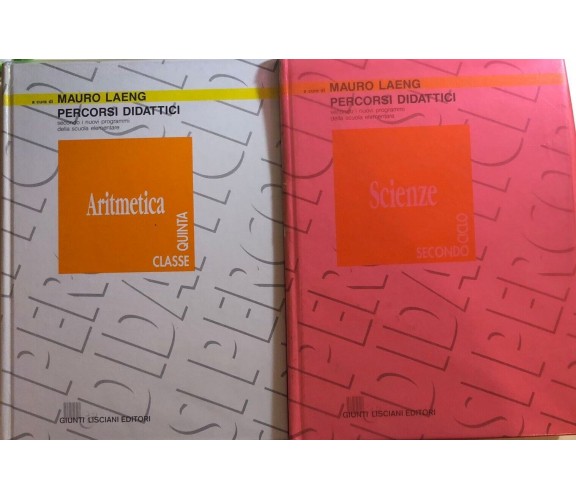 a cura di MAURO LAENG
PERCORSI DIDATTICI
secondo i nuovi programmi
della scuola elementare
Aritmetica
CLASSE QUINTA
GIUNTI LISCIANI EDITORI
a cura di MAURO LAENG
PERCORSI DIDATTICI
secondo i nuovi programmi
della scuola elementare
Scienze
SECONDO CICLO
GIUNTI LISCIANI EDITORI